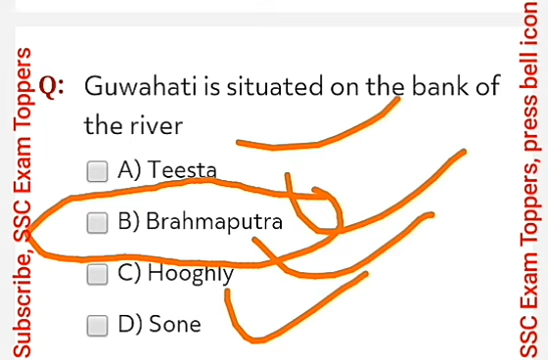 Subscribe, SSC Exam Toppers
Q: Guwahati is situated on the bank of
the river
A) Teesta
B) Brahmaputra
C) Hooghly
D) Sone
SSC Exam Toppers, press bell icon